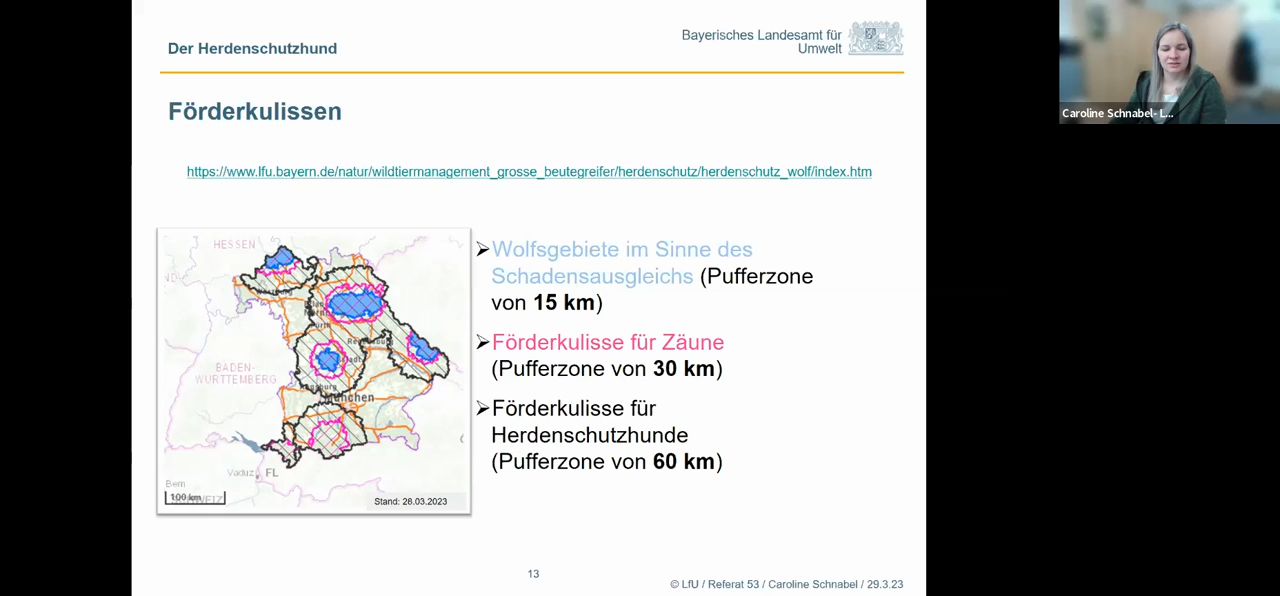 Der Herdenschutzhund
Bayerisches Landesamt für
Umwelt
Förderkulissen
https://www.lfu.bayern.de/natur/wildtiermanagement_grosse_beutegreifer/herdenschutz/herdenschutz_wolf/index.htm
Wolfsgebiete im Sinne des
Schadensausgleichs (Pufferzone
von 15 km)
Förderkulisse für Zäune
(Pufferzone von 30 km)
Förderkulisse für
Herdenschutzhunde
(Pufferzone von 60 km)
HESSEN
BADEN-
WÜRTTEMBERG
München
Vaduz
FL
Bern
100 km
Stand: 28.03.2023
13
© LfU / Referat 53 / Caroline Schnabel / 29.3.23
Caroline Schnabel- L...